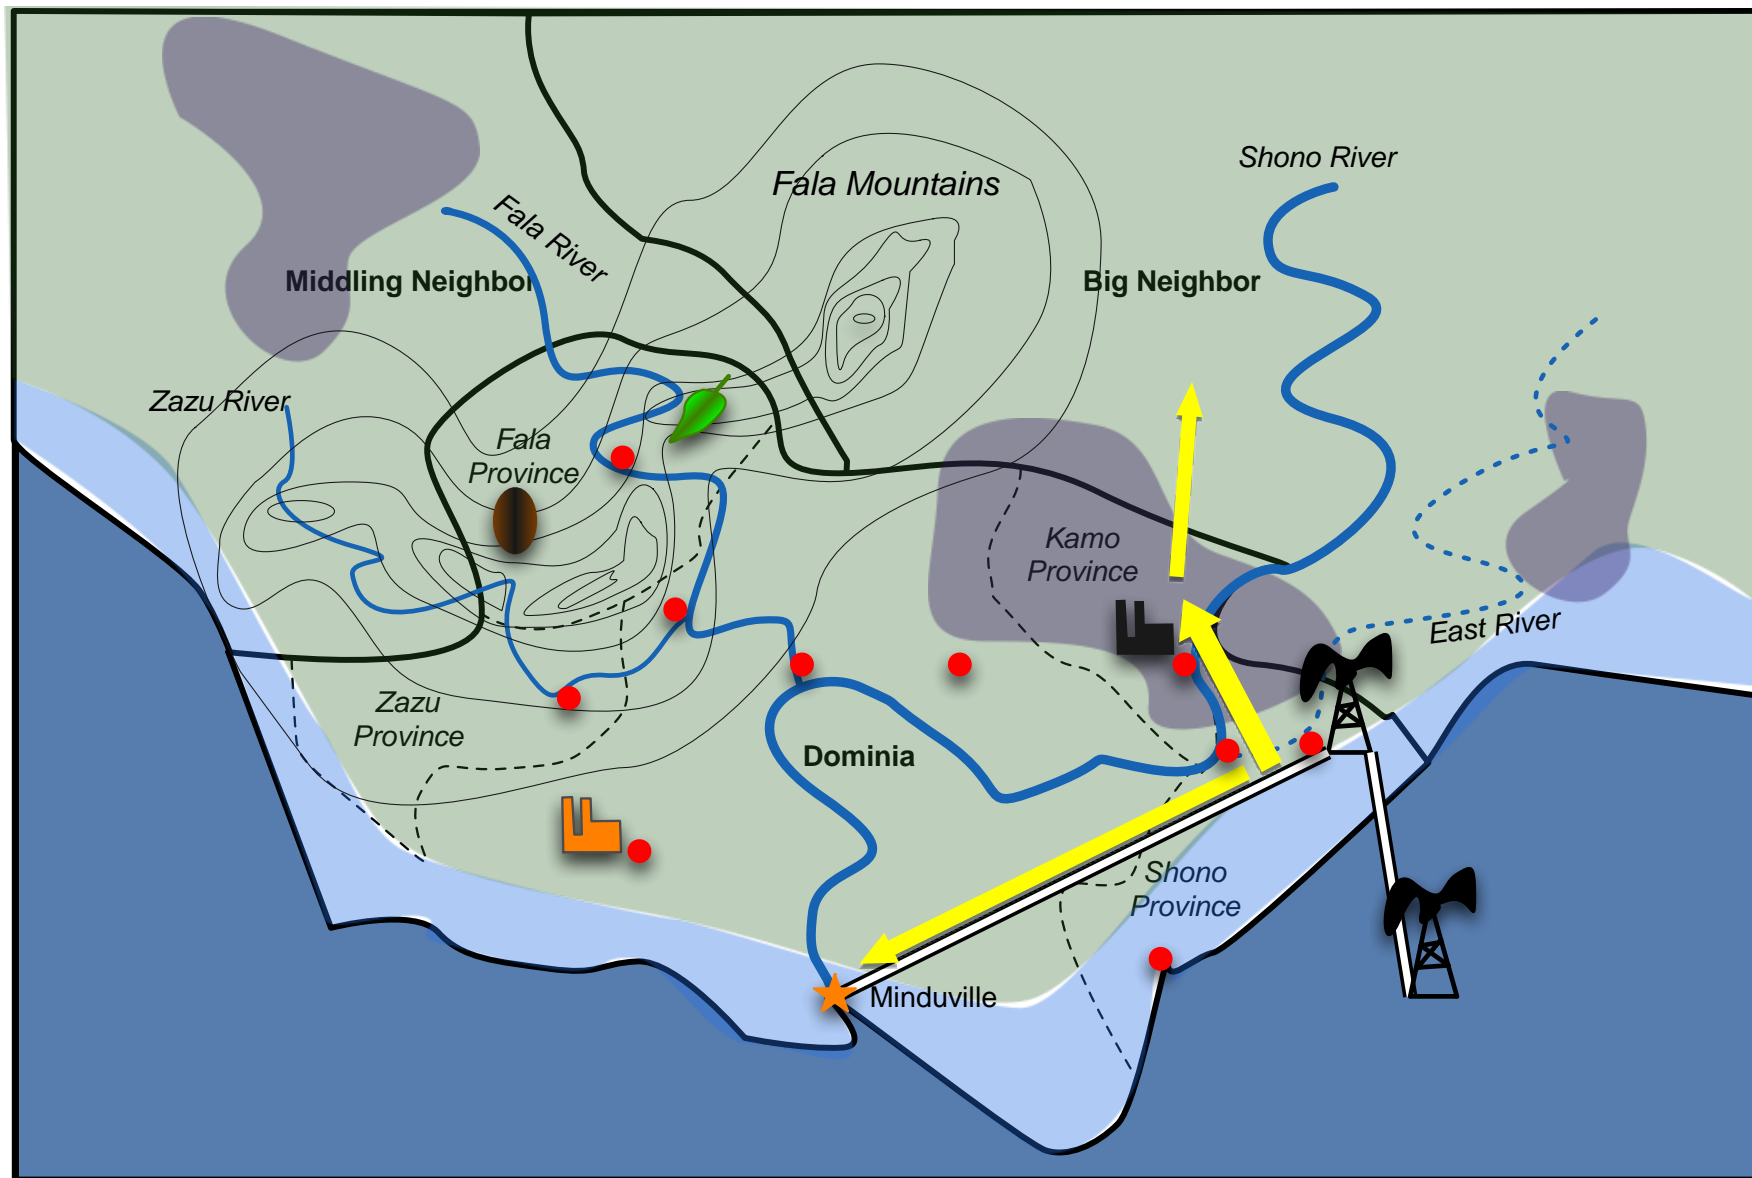 Shono River
Fala Mountains
Fala River
Middling Neighbor
Big Neighbor
Zazu River
Fala
Province
Kamo
Province
East River
Zazu
Province
Dominia
Shono
Province
Minduville